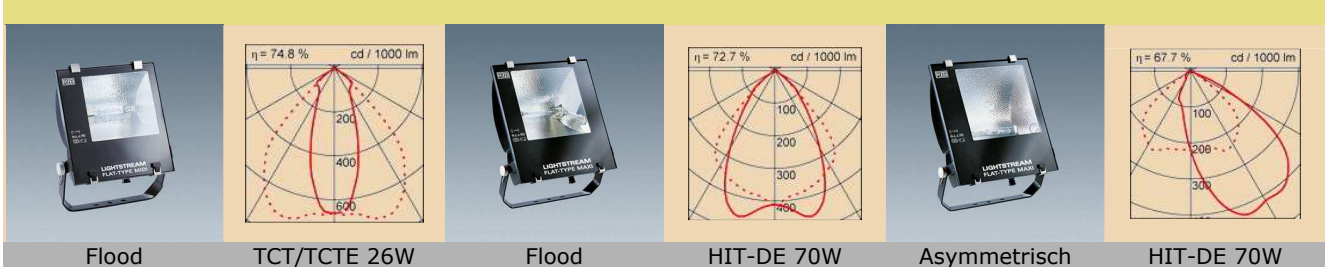 η = 74.8 % cd / 1000 lm
200
400
600
LIGHTSTREAM
FLAT-TYPE MIDI
Flood
TCT/TCTE 26W
η = 72.7 % cd / 1000 lm
100
200
300
400
LIGHTSTREAM
FLAT-TYPE MAXI
Flood
HIT-DE 70W
η = 67.7 % cd / 1000 lm
100
200
300
LIGHTSTREAM
FLAT-TYPE MAXI
Asymmetrisch
HIT-DE 70W